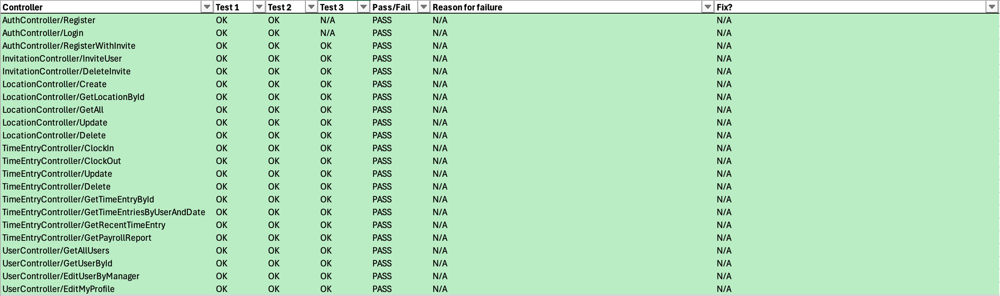 Controller Test 1 Test 2 Test 3 Pass/Fail Reason for failure Fix?
AuthController/Register OK OK N/A PASS N/A N/A
AuthController/Login OK OK N/A PASS N/A N/A
AuthController/RegisterWithInvite OK OK OK PASS N/A N/A
InvitationController/InviteUser OK OK OK PASS N/A N/A
InvitationController/DeleteInvite OK OK OK PASS N/A N/A
LocationController/Create OK OK OK PASS N/A N/A
LocationController/GetLocationById OK OK OK PASS N/A N/A
LocationController/GetAll OK OK OK PASS N/A N/A
LocationController/Update OK OK OK PASS N/A N/A
LocationController/Delete OK OK OK PASS N/A N/A
TimeEntryController/ClockIn OK OK OK PASS N/A N/A
TimeEntryController/ClockOut OK OK OK PASS N/A N/A
TimeEntryController/Update OK OK OK PASS N/A N/A
TimeEntryController/Delete OK OK OK PASS N/A N/A
TimeEntryController/GetTimeEntryById OK OK OK PASS N/A N/A
TimeEntryController/GetTimeEntriesByUserAndDate OK OK OK PASS N/A N/A
TimeEntryController/GetRecentTimeEntry OK OK OK PASS N/A N/A
TimeEntryController/GetPayrollReport OK OK OK PASS N/A N/A
UserController/GetAllUsers OK OK OK PASS N/A N/A
UserController/GetUserById OK OK OK PASS N/A N/A
UserController/EditUserByManager OK OK OK PASS N/A N/A
UserController/EditMyProfile OK OK OK PASS N/A N/A